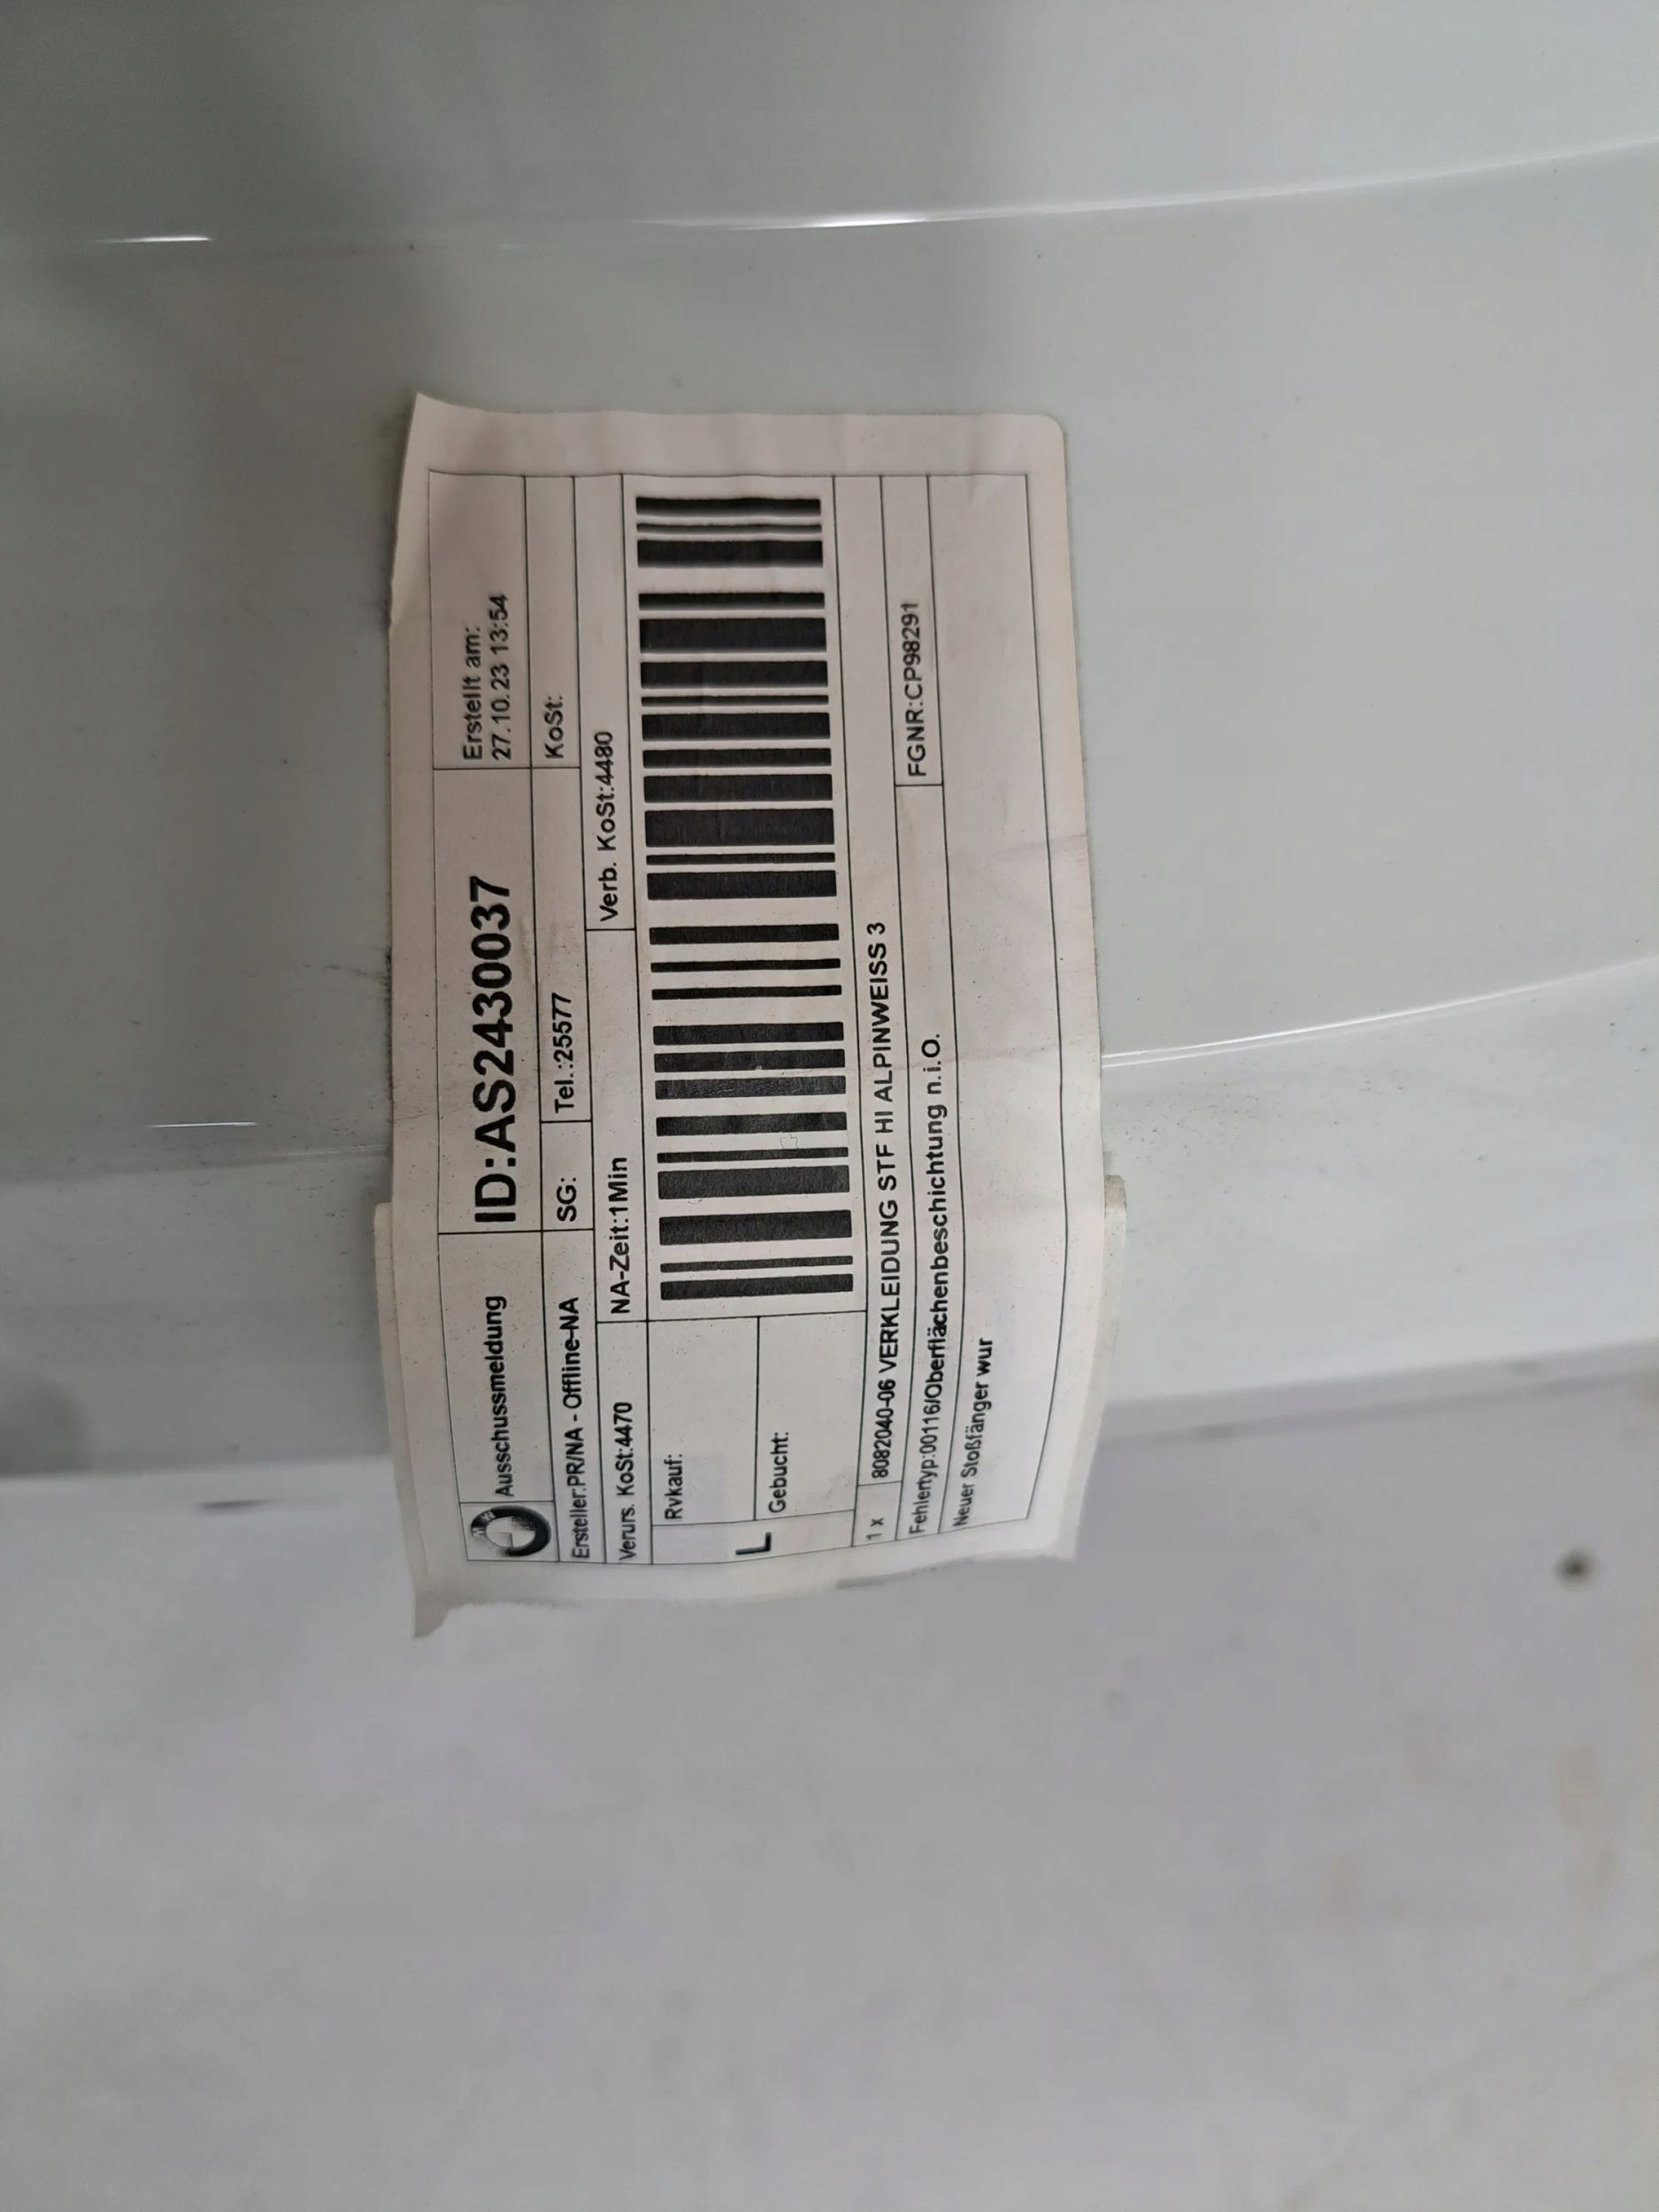 Ausschussmeldung
ID:AS2430037
Erstellt am:
27.10.23 13:54
Ersteller:PR/NA - Offline-NA
SG:
Tel.:25577
KoSt:
Verurs. KoSt:4470
NA-Zeit:1Min
Verb. KoSt:4480
Rvkauf:
L
Gebucht:
1 x
8082040-06 VERKLEIDUNG STF HI ALPINWEISS 3
Fehlertyp:00116/Oberflächenbeschichtung n.i.O.
FGNR:CP98291
Neuer Stoßfänger wur